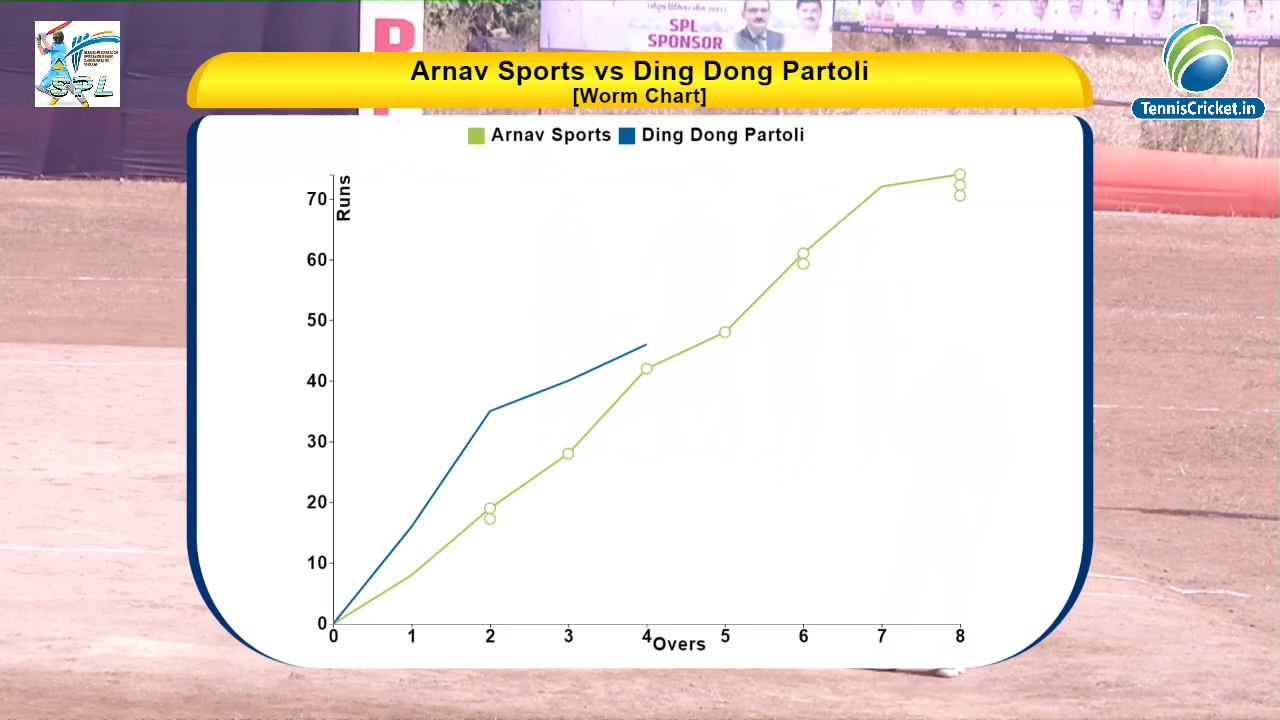 SPL
SPONSOR
P
SPL
TennisCricket.in
Arnav Sports vs Ding Dong Partoli
[Worm Chart]
Arnav Sports
Ding Dong Partoli
Runs
70
60
50
40
30
20
10
0
0 1 2 3 4 5 6 7 8
Overs